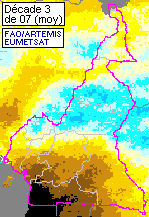 Décade 3
de 07 (moy)
FAO/ARTEMIS
EUMETSAT